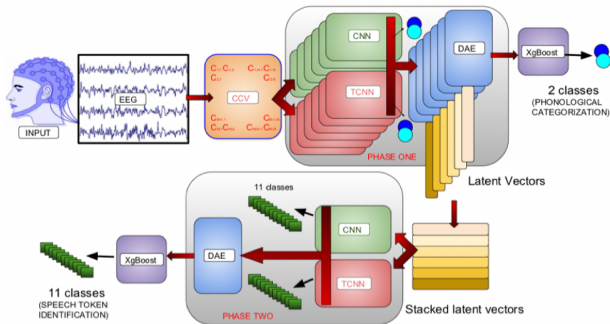 INPUT
EEG
CCV
CNN
TCNN
DAE
PHASE ONE
XgBoost
2 classes
(PHONOLOGICAL
CATEGORIZATION)
Latent Vectors
11 classes
CNN
TCNN
DAE
XgBoost
PHASE TWO
11 classes
(SPEECH TOKEN
IDENTIFICATION)
Stacked latent vectors